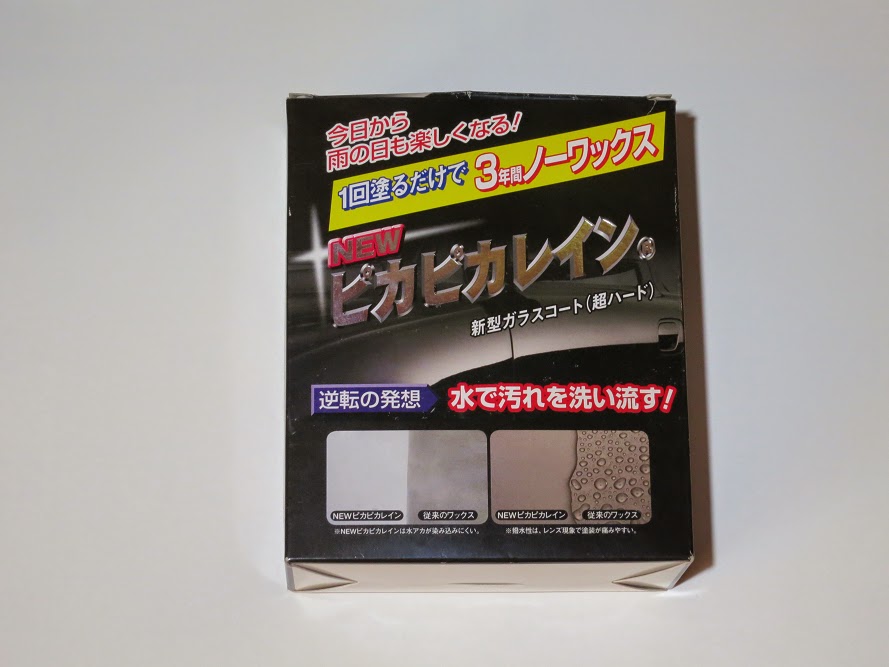 今日から
雨の日も楽しくなる!
1回塗るだけで 3年間ノーワックス
NEW
ピカピカレイン®
新型ガラスコート(超ハード)
逆転の発想 水で汚れを洗い流す!
NEWピカピカレイン 従来のワックス NEWピカピカレイン 従来のワックス
※NEWピカピカレインは水アカが染み込みにくい。 ※撥水性は、レンズ現象で塗装が痛みやすい。